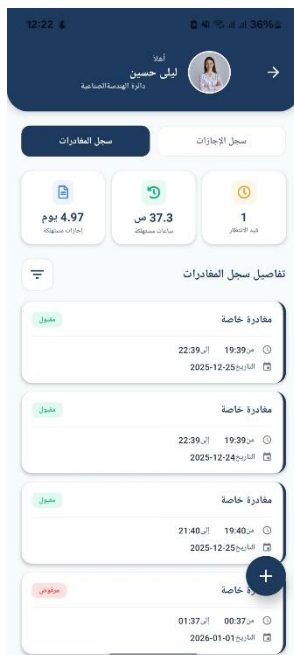 12:22
36%
أهلاً
ليلى حسين
دائرة الهندسة الصناعية
سجل الإجازات
سجل المغادرات
1
قيد الانتظار
37.3 س
ساعات مستهلكة
4.97 يوم
إجازات مستهلكة
تفاصيل سجل المغادرات
مغادرة خاصة
مقبول
من 19:39 إلى 22:39
التاريخ 2025-12-25
مغادرة خاصة
مقبول
من 19:39 إلى 22:39
التاريخ 2025-12-24
مغادرة خاصة
مقبول
من 19:40 إلى 21:40
التاريخ 2025-12-25
خاصة
مرفوض
من 00:37 إلى 01:37
التاريخ 2026-01-01